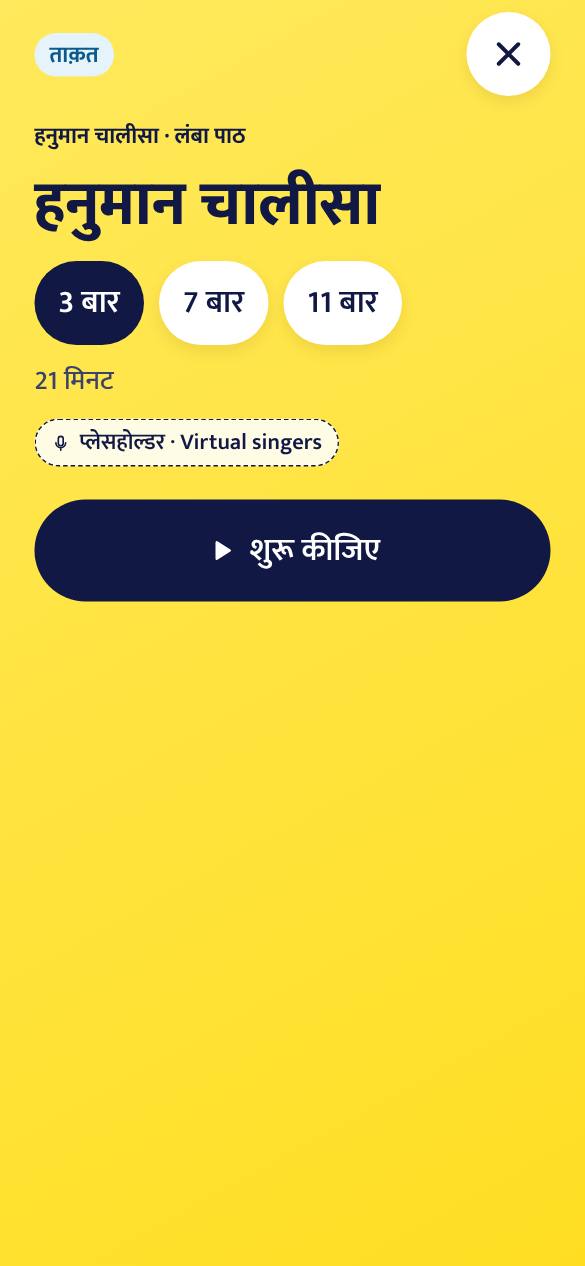 ताक़त
हनुमान चालीसा · लंबा पाठ
हनुमान चालीसा
3 बार 7 बार 11 बार
21 मिनट
प्लेसहोल्डर · Virtual singers
शुरू कीजिए